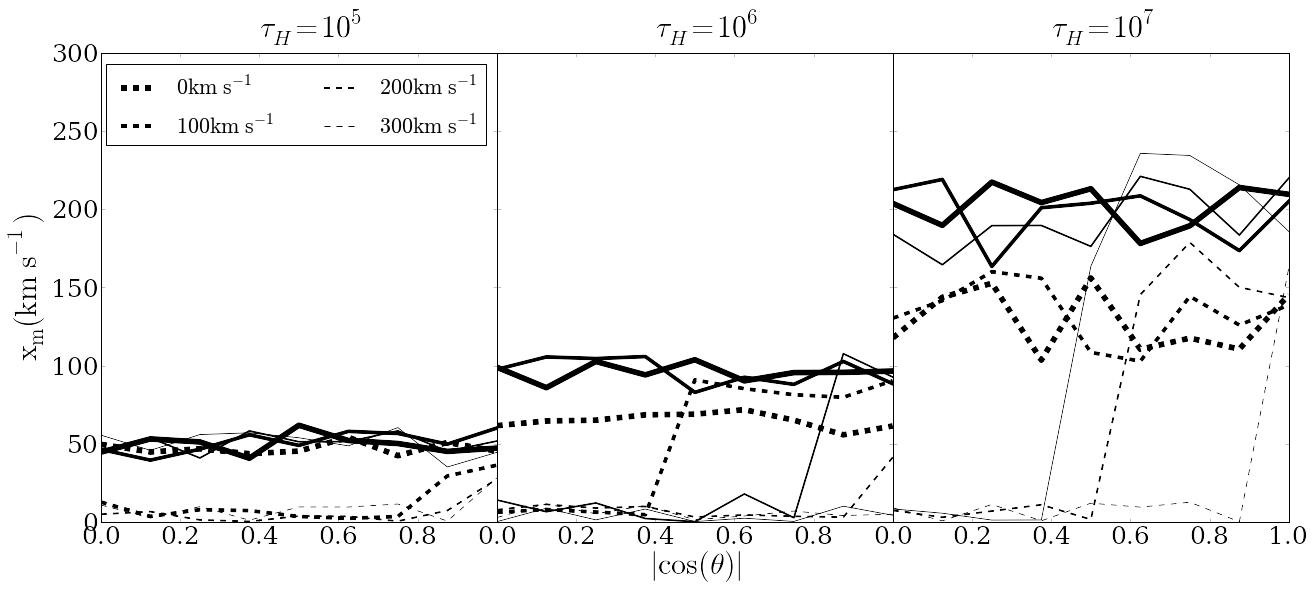 τ_H = 10^5 τ_H = 10^6 τ_H = 10^7
300
250
200
150
100
50
0
x_m(km s^−1)
0km s^−1 200km s^−1
100km s^−1 300km s^−1
0.0 0.2 0.4 0.6 0.8 0.0 0.2 0.4 0.6 0.8 0.0 0.2 0.4 0.6 0.8 1.0
|cos(θ)|